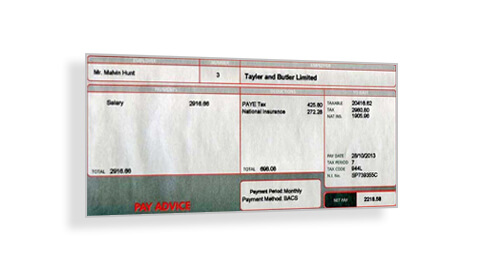 Mr. Malvin Hunt 3 Tayler and Butler Limited
Salary 2916.66 PAYE Tax 425.80 TAXABLE 20416.62
National Insurance 272.28 TAX 2980.60
NAT INS 1905.96
PAY DATE 28/10/2013
TAX PERIOD 7
TOTAL 2916.66 TOTAL 698.08 TAX CODE 944L
N.I. No
Payment Period: Monthly
PAY ADVICE Payment Method: BACS NET PAY 2218.58